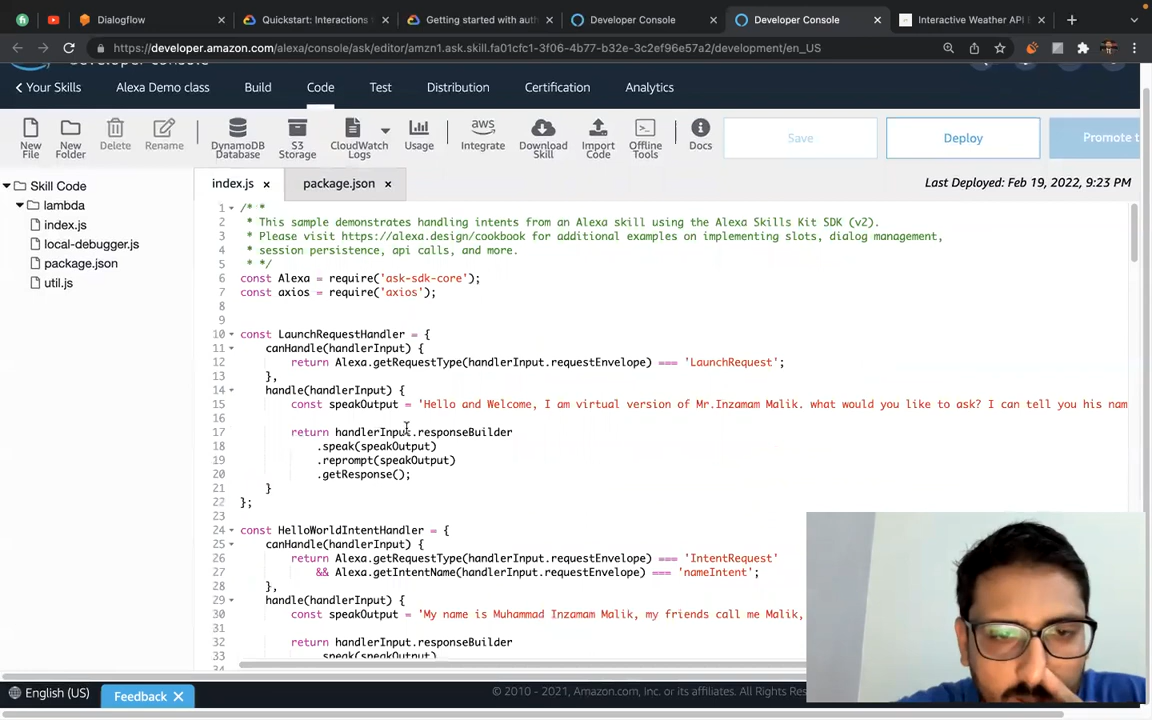 Dialogflow
Quickstart: Interactions
Getting started with auth
Developer Console
Developer Console
Interactive Weather API
https://developer.amazon.com/alexa/console/ask/editor/amzn1.ask.skill.fa01cfc1-3f06-4b77-b32e-3c2ef96e57a2/development/en_US
Developer Console
Your Skills
Alexa Demo class
Build
Code
Test
Distribution
Certification
Analytics
New File
New Folder
Delete
Rename
DynamoDB Database
S3 Storage
CloudWatch Logs
Usage
aws Integrate
Download Skill
Import Code
Offline Tools
Docs
Save
Deploy
Promote t
Skill Code
lambda
index.js
local-debugger.js
package.json
util.js
index.js ×
package.json ×
Last Deployed: Feb 19, 2022, 9:23 PM
1 /* *
2  * This sample demonstrates handling intents from an Alexa skill using the Alexa Skills Kit SDK (v2).
3  * Please visit https://alexa.design/cookbook for additional examples on implementing slots, dialog management,
4  * session persistence, api calls, and more.
5  * */
6 const Alexa = require('ask-sdk-core');
7 const axios = require('axios');
8
9
10 const LaunchRequestHandler = {
11     canHandle(handlerInput) {
12         return Alexa.getRequestType(handlerInput.requestEnvelope) === 'LaunchRequest';
13     },
14     handle(handlerInput) {
15         const speakOutput = 'Hello and Welcome, I am virtual version of Mr.Inzamam Malik. what would you like to ask? I can tell you his nam
16
17         return handlerInput.responseBuilder
18             .speak(speakOutput)
19             .reprompt(speakOutput)
20             .getResponse();
21     }
22 };
23
24 const HelloWorldIntentHandler = {
25     canHandle(handlerInput) {
26         return Alexa.getRequestType(handlerInput.requestEnvelope) === 'IntentRequest'
27             && Alexa.getIntentName(handlerInput.requestEnvelope) === 'nameIntent';
28     },
29     handle(handlerInput) {
30         const speakOutput = 'My name is Muhammad Inzamam Malik, my friends call me Malik,
31
32         return handlerInput.responseBuilder
33             .speak(speakOutput)
34
English (US)
Feedback ×
© 2010 - 2021, Amazon.com, Inc. or its affiliates. All Rights Rese